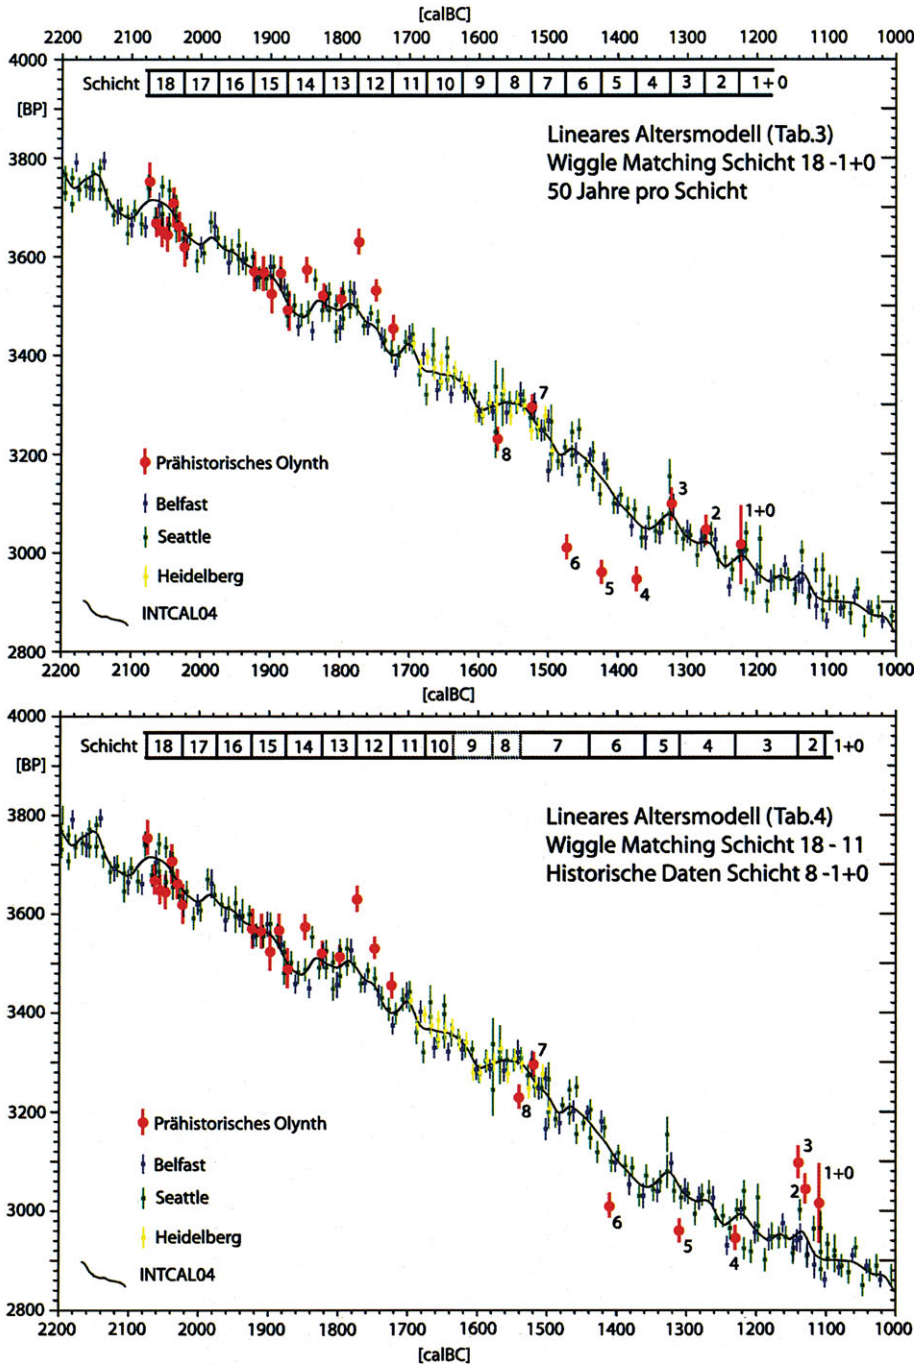 [calBC]
2200 2100 2000 1900 1800 1700 1600 1500 1400 1300 1200 1100 1000
4000
Schicht 18 17 16 15 14 13 12 11 10 9 8 7 6 5 4 3 2 1+0
[BP]
Lineares Altersmodell (Tab.3)
Wiggle Matching Schicht 18 -1+0
50 Jahre pro Schicht
3800
3600
3400
7
8
3200
3
2
1+0
Prähistorisches Olynth
Belfast
Seattle
Heidelberg
INTCAL04
3000
6
5
4
2800
2200 2100 2000 1900 1800 1700 1600 1500 1400 1300 1200 1100 1000
[calBC]
4000
Schicht 18 17 16 15 14 13 12 11 10 9 8 7 6 5 4 3 2 1+0
[BP]
Lineares Altersmodell (Tab.4)
Wiggle Matching Schicht 18 - 11
Historische Daten Schicht 8 -1+0
3800
3600
3400
7
8
3200
3
2
1+0
Prähistorisches Olynth
Belfast
Seattle
Heidelberg
INTCAL04
3000
6
5
4
2800
2200 2100 2000 1900 1800 1700 1600 1500 1400 1300 1200 1100 1000
[calBC]